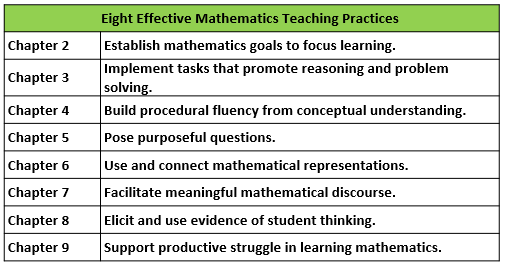 Eight Effective Mathematics Teaching Practices
Chapter 2 Establish mathematics goals to focus learning.
Chapter 3 Implement tasks that promote reasoning and problem
solving.
Chapter 4 Build procedural fluency from conceptual understanding.
Chapter 5 Pose purposeful questions.
Chapter 6 Use and connect mathematical representations.
Chapter 7 Facilitate meaningful mathematical discourse.
Chapter 8 Elicit and use evidence of student thinking.
Chapter 9 Support productive struggle in learning mathematics.